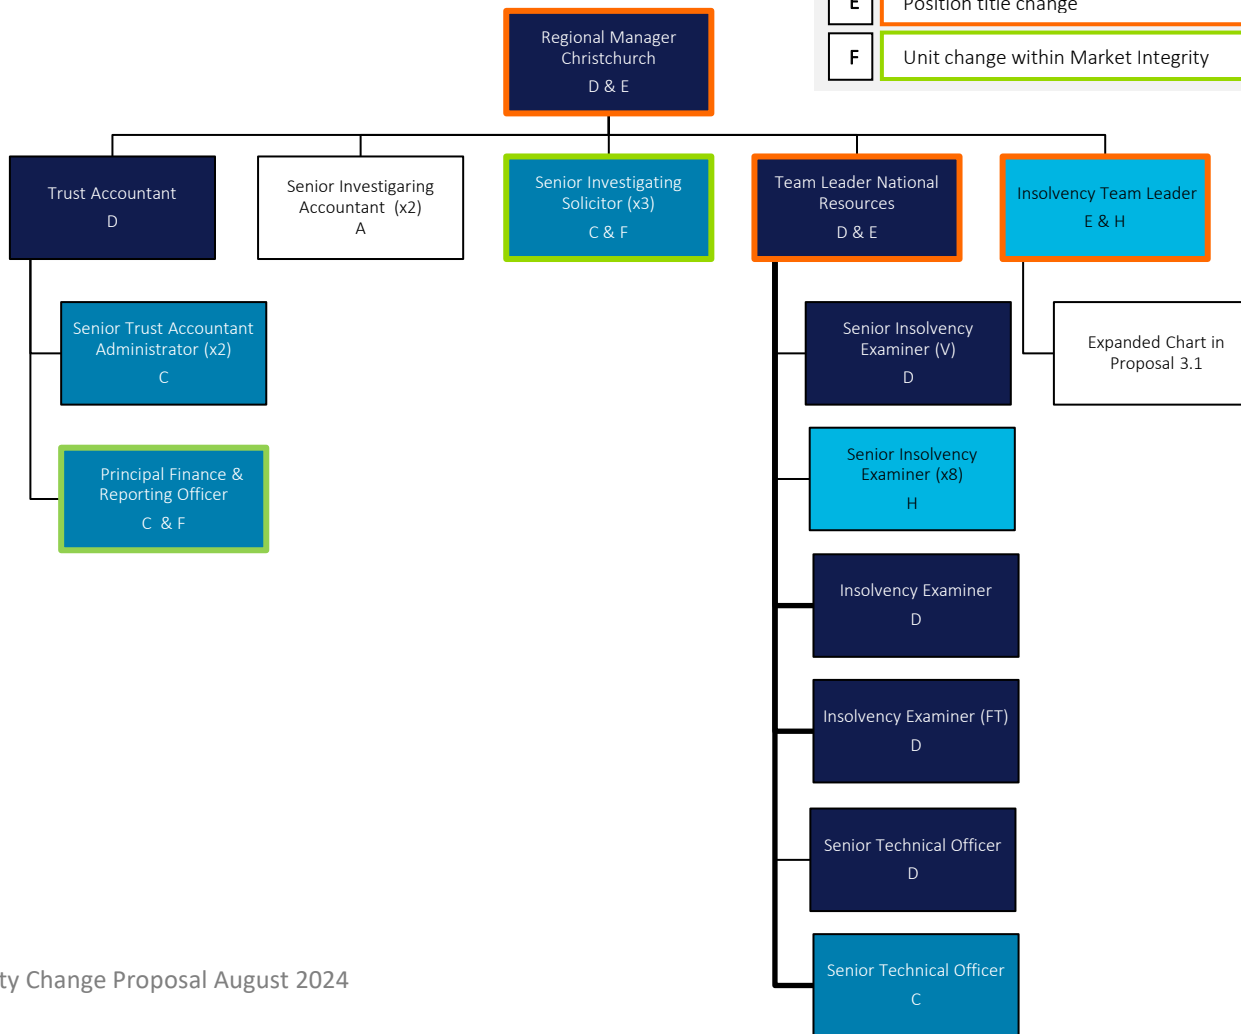 E
Position title change
F
Unit change within Market Integrity
Regional Manager
Christchurch
D & E
Trust Accountant
D
Senior Investigaring
Accountant (x2)
A
Senior Investigating
Solicitor (x3)
C & F
Team Leader National
Resources
D & E
Insolvency Team Leader
E & H
Senior Trust Accountant
Administrator (x2)
C
Principal Finance &
Reporting Officer
C & F
Senior Insolvency
Examiner (V)
D
Senior Insolvency
Examiner (x8)
H
Insolvency Examiner
D
Insolvency Examiner (FT)
D
Senior Technical Officer
D
Senior Technical Officer
C
Expanded Chart in
Proposal 3.1
ty Change Proposal August 2024